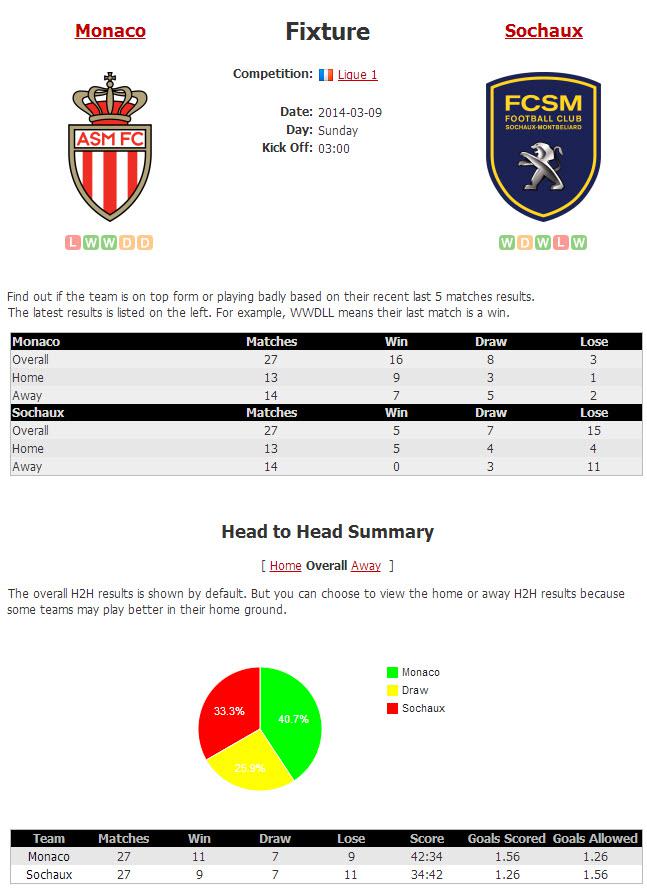 Monaco
Fixture
Sochaux
Competition: Ligue 1
Date: 2014-03-09
Day: Sunday
Kick Off: 03:00
ASM FC
FCSM
FOOTBALL CLUB
SOCHAUX-MONTBELIARD
L W W D D
W D W L W
Find out if the team is on top form or playing badly based on their recent last 5 matches results.
The latest results is listed on the left. For example, WWDLL means their last match is a win.
Monaco Matches Win Draw Lose
Overall 27 16 8 3
Home 13 9 3 1
Away 14 7 5 2
Sochaux Matches Win Draw Lose
Overall 27 5 7 15
Home 13 5 4 4
Away 14 0 3 11
Head to Head Summary
[ Home Overall Away ]
The overall H2H results is shown by default. But you can choose to view the home or away H2H results because
some teams may play better in their home ground.
Monaco
Draw
Sochaux
33.3%
40.7%
25.9%
Team Matches Win Draw Lose Score Goals Scored Goals Allowed
Monaco 27 11 7 9 42:34 1.56 1.26
Sochaux 27 9 7 11 34:42 1.26 1.56